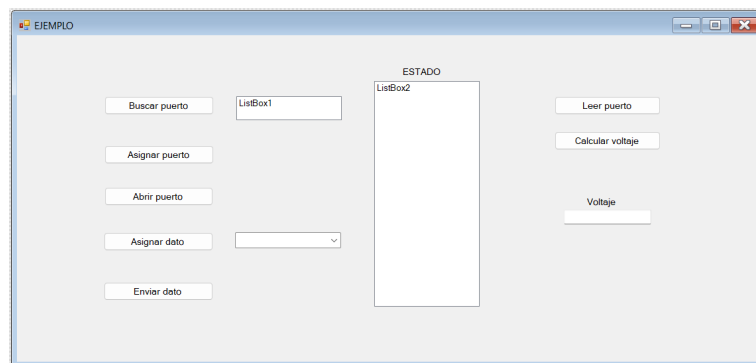 EJEMPLO
ESTADO
Buscar puerto
ListBox1
ListBox2
Leer puerto
Asignar puerto
Calcular voltaje
Abrir puerto
Voltaje
Asignar dato
Enviar dato